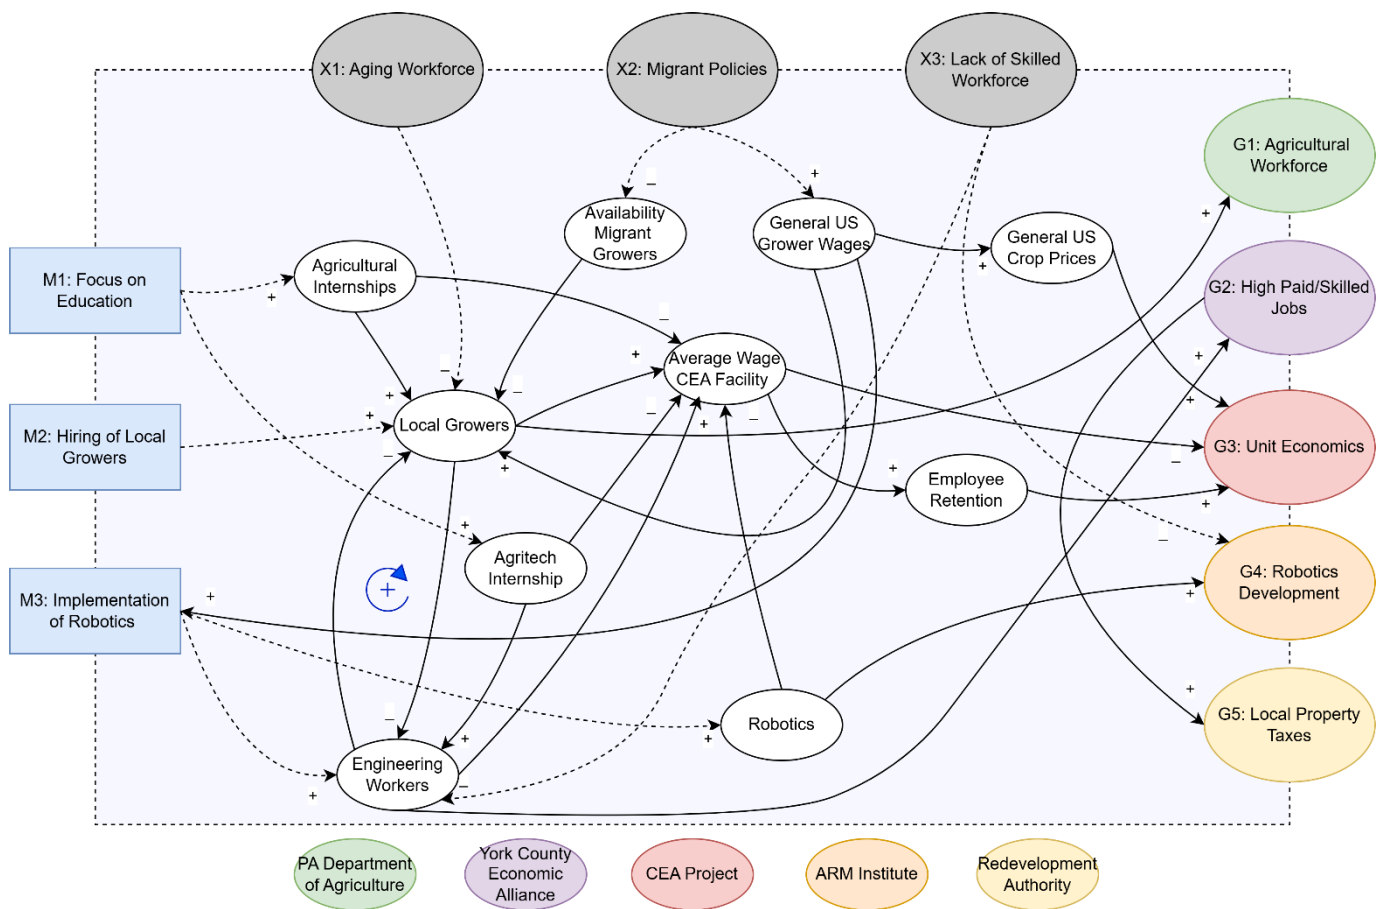 X1: Aging Workforce
X2: Migrant Policies
X3: Lack of Skilled
Workforce
G1: Agricultural
Workforce
+
_
+
Availability
Migrant
Growers
General US
Grower Wages
General US
Crop Prices
+
+
M1: Focus on
Education
Agricultural
Internships
+
G2: High Paid/Skilled
Jobs
_
+
Average Wage
CEA Facility
+
_
_
+
+
M2: Hiring of Local
Growers
+
Local Growers
_
+
_
+
_
+
G3: Unit Economics
_
+
Employee
Retention
+
+
Agritech
Internship
_
G4: Robotics
Development
+
M3: Implementation
of Robotics
+
+
+
G5: Local Property
Taxes
_
+
Robotics
+
Engineering
Workers
_
+
PA Department
of Agriculture
York County
Economic
Alliance
CEA Project
ARM Institute
Redevelopment
Authority